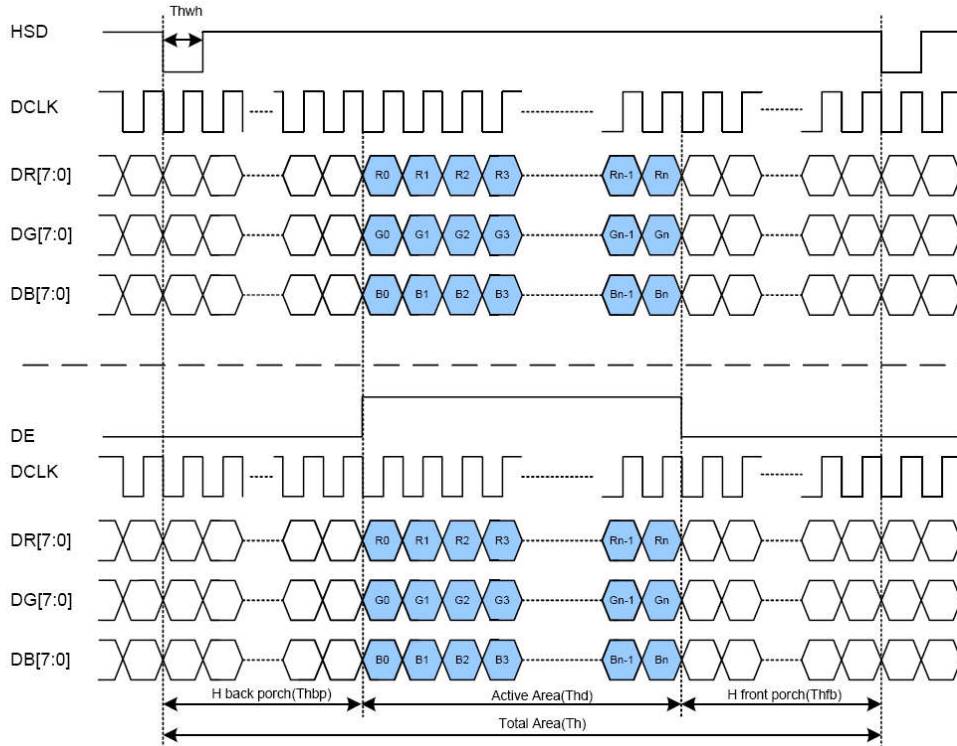 Thwh
HSD
DCLK
DR[7:0] R0 R1 R2 R3 Rn-1 Rn
DG[7:0] G0 G1 G2 G3 Gn-1 Gn
DB[7:0] B0 B1 B2 B3 Bn-1 Bn
DE
DCLK
DR[7:0] R0 R1 R2 R3 Rn-1 Rn
DG[7:0] G0 G1 G2 G3 Gn-1 Gn
DB[7:0] B0 B1 B2 B3 Bn-1 Bn
H back porch(Thbp) Active Area(Thd) H front porch(Thfb)
Total Area(Th)